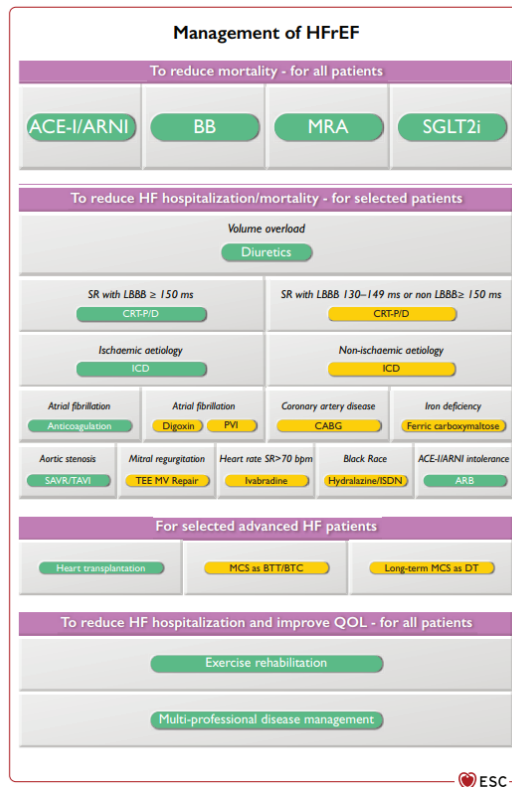 Management of HFrEF
To reduce mortality - for all patients
ACE-I/ARNI BB MRA SGLT2i
To reduce HF hospitalization/mortality - for selected patients
Volume overload
Diuretics
SR with LBBB ≥ 150 ms SR with LBBB 130–149 ms or non LBBB≥ 150 ms
CRT-P/D CRT-P/D
Ischaemic aetiology Non-ischaemic aetiology
ICD ICD
Atrial fibrillation Atrial fibrillation Coronary artery disease Iron deficiency
Anticoagulation Digoxin PVI CABG Ferric carboxymaltose
Aortic stenosis Mitral regurgitation Heart rate SR>70 bpm Black Race ACE-I/ARNI intolerance
SAVR/TAVI TEE MV Repair Ivabradine Hydralazine/ISDN ARB
For selected advanced HF patients
Heart transplantation MCS as BTT/BTC Long-term MCS as DT
To reduce HF hospitalization and improve QOL - for all patients
Exercise rehabilitation
Multi-professional disease management
ESC